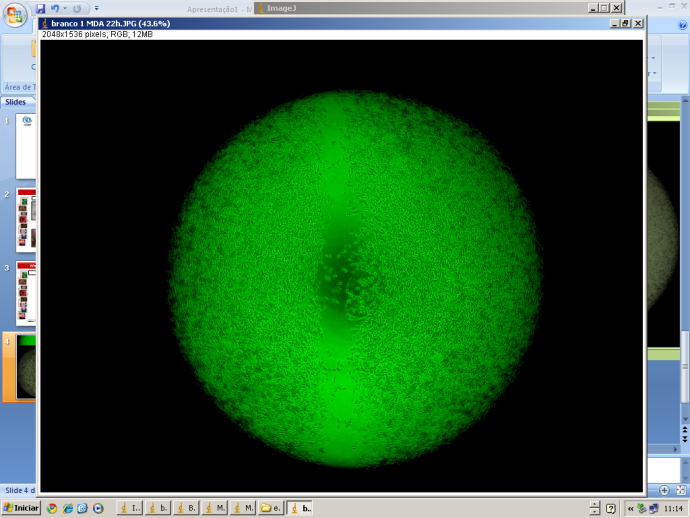 Apresentação1 - M
Image3
branco 1 MDA 22h.JPG (43.6%)
2048x1536 pixels; RGB; 12MB
Área de T
Slides
1
2
3
4
Slide 4 d
Iniciar
I..
b.
B.
M.
M.
e.
b..
11:14